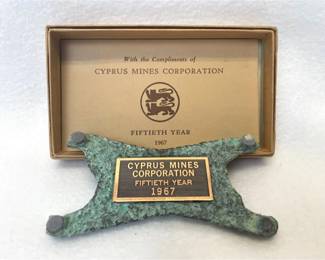 With the Compliments of
CYPRUS MINES CORPORATION
FIFTIETH YEAR
1967
CYPRUS MINES
CORPORATION
FIFTIETH YEAR
1967